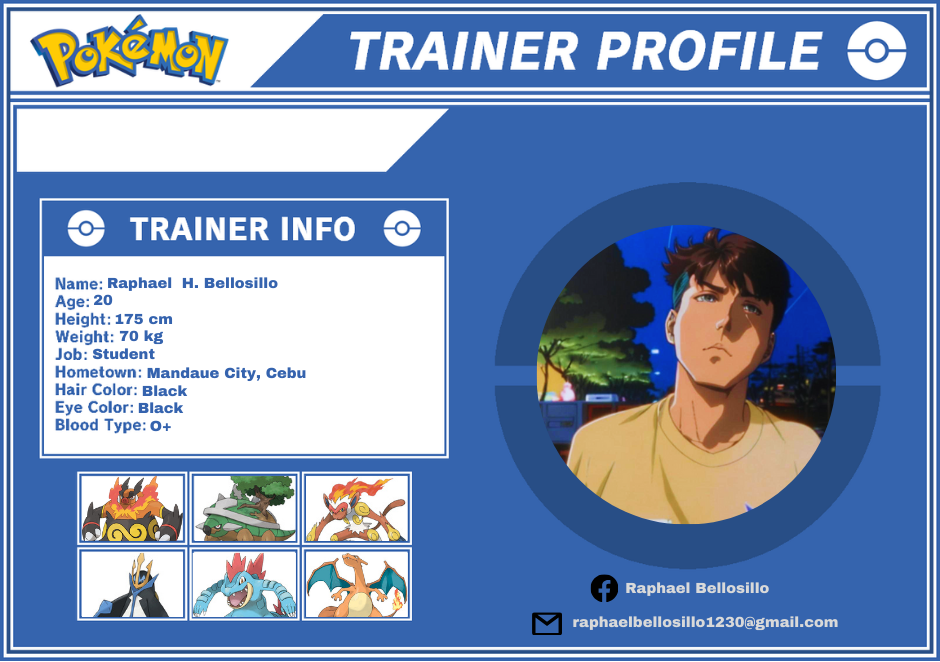 POKéMON
TRAINER PROFILE
TRAINER INFO
Name: Raphael H. Bellosillo
Age: 20
Height: 175 cm
Weight: 70 kg
Job: Student
Hometown: Mandaue City, Cebu
Hair Color: Black
Eye Color: Black
Blood Type: O+
Raphael Bellosillo
raphaelbellosillo1230@gmail.com